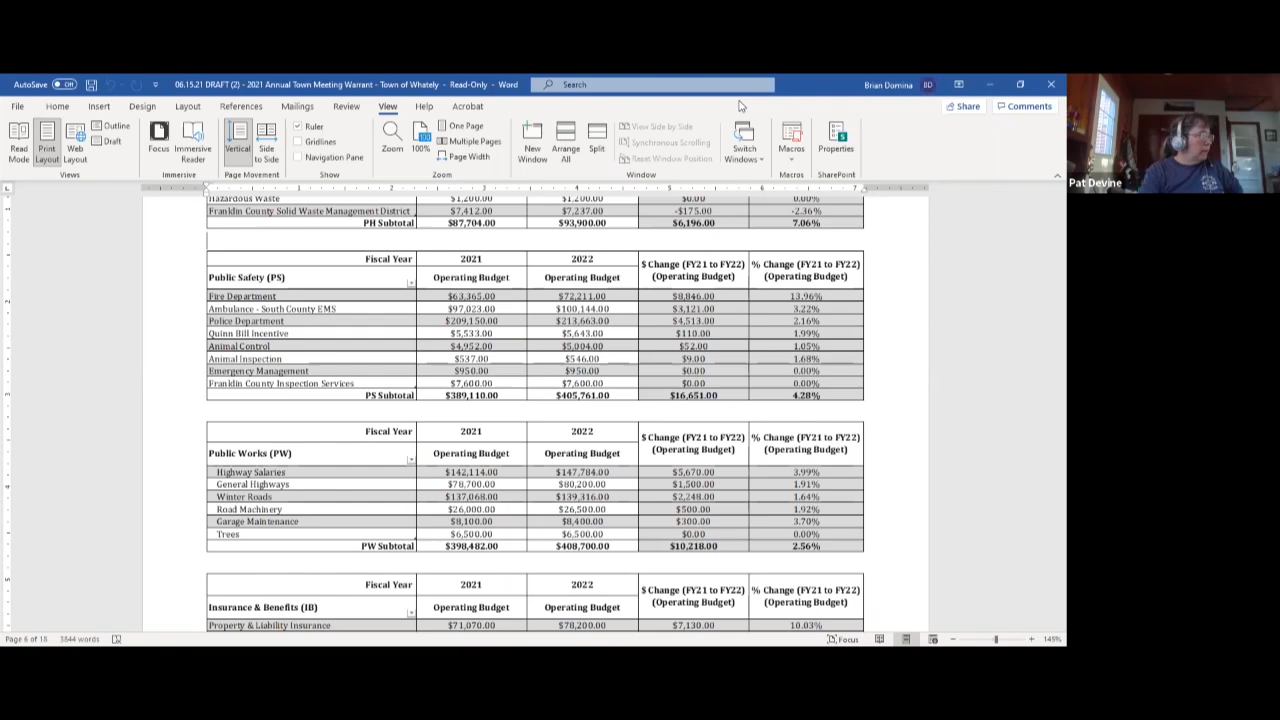 AutoSave Off 06.15.21 DRAFT (2) - 2021 Annual Town Meeting Warrant - Town of Whately - Read-Only - Word Search Brian Domina BD
File Home Insert Design Layout References Mailings Review View Help Acrobat Share Comments
Read Mode Print Layout Web Layout Outline Draft Views
Focus Immersive Reader Immersive
Vertical Side to Side Page Movement
Ruler Gridlines Navigation Pane Show
Zoom 100% One Page Multiple Pages Page Width Zoom
New Window Arrange All Split View Side by Side Synchronous Scrolling Reset Window Position Switch Windows Window
Macros Macros
Properties SharePoint
Pat Devine
Hazardous Waste $1,200.00 $1,200.00 $0.00 0.00%
Franklin County Solid Waste Management District $7,412.00 $7,237.00 -$175.00 -2.36%
PH Subtotal $87,704.00 $93,900.00 $6,196.00 7.06%
Fiscal Year 2021 2022 $ Change (FY21 to FY22) (Operating Budget) % Change (FY21 to FY22) (Operating Budget)
Public Safety (PS) Operating Budget Operating Budget
Fire Department $63,365.00 $72,211.00 $8,846.00 13.96%
Ambulance - South County EMS $97,023.00 $100,144.00 $3,121.00 3.22%
Police Department $209,150.00 $213,663.00 $4,513.00 2.16%
Quinn Bill Incentive $5,533.00 $5,643.00 $110.00 1.99%
Animal Control $4,952.00 $5,004.00 $52.00 1.05%
Animal Inspection $537.00 $546.00 $9.00 1.68%
Emergency Management $950.00 $950.00 $0.00 0.00%
Franklin County Inspection Services $7,600.00 $7,600.00 $0.00 0.00%
PS Subtotal $389,110.00 $405,761.00 $16,651.00 4.28%
Fiscal Year 2021 2022 $ Change (FY21 to FY22) (Operating Budget) % Change (FY21 to FY22) (Operating Budget)
Public Works (PW) Operating Budget Operating Budget
Highway Salaries $142,114.00 $147,784.00 $5,670.00 3.99%
General Highways $78,700.00 $80,200.00 $1,500.00 1.91%
Winter Roads $137,068.00 $139,316.00 $2,248.00 1.64%
Road Machinery $26,000.00 $26,500.00 $500.00 1.92%
Garage Maintenance $8,100.00 $8,400.00 $300.00 3.70%
Trees $6,500.00 $6,500.00 $0.00 0.00%
PW Subtotal $398,482.00 $408,700.00 $10,218.00 2.56%
Fiscal Year 2021 2022 $ Change (FY21 to FY22) (Operating Budget) % Change (FY21 to FY22) (Operating Budget)
Insurance & Benefits (IB) Operating Budget Operating Budget
Property & Liability Insurance $71,070.00 $78,200.00 $7,130.00 10.03%
Page 6 of 18 3844 words Focus 145%